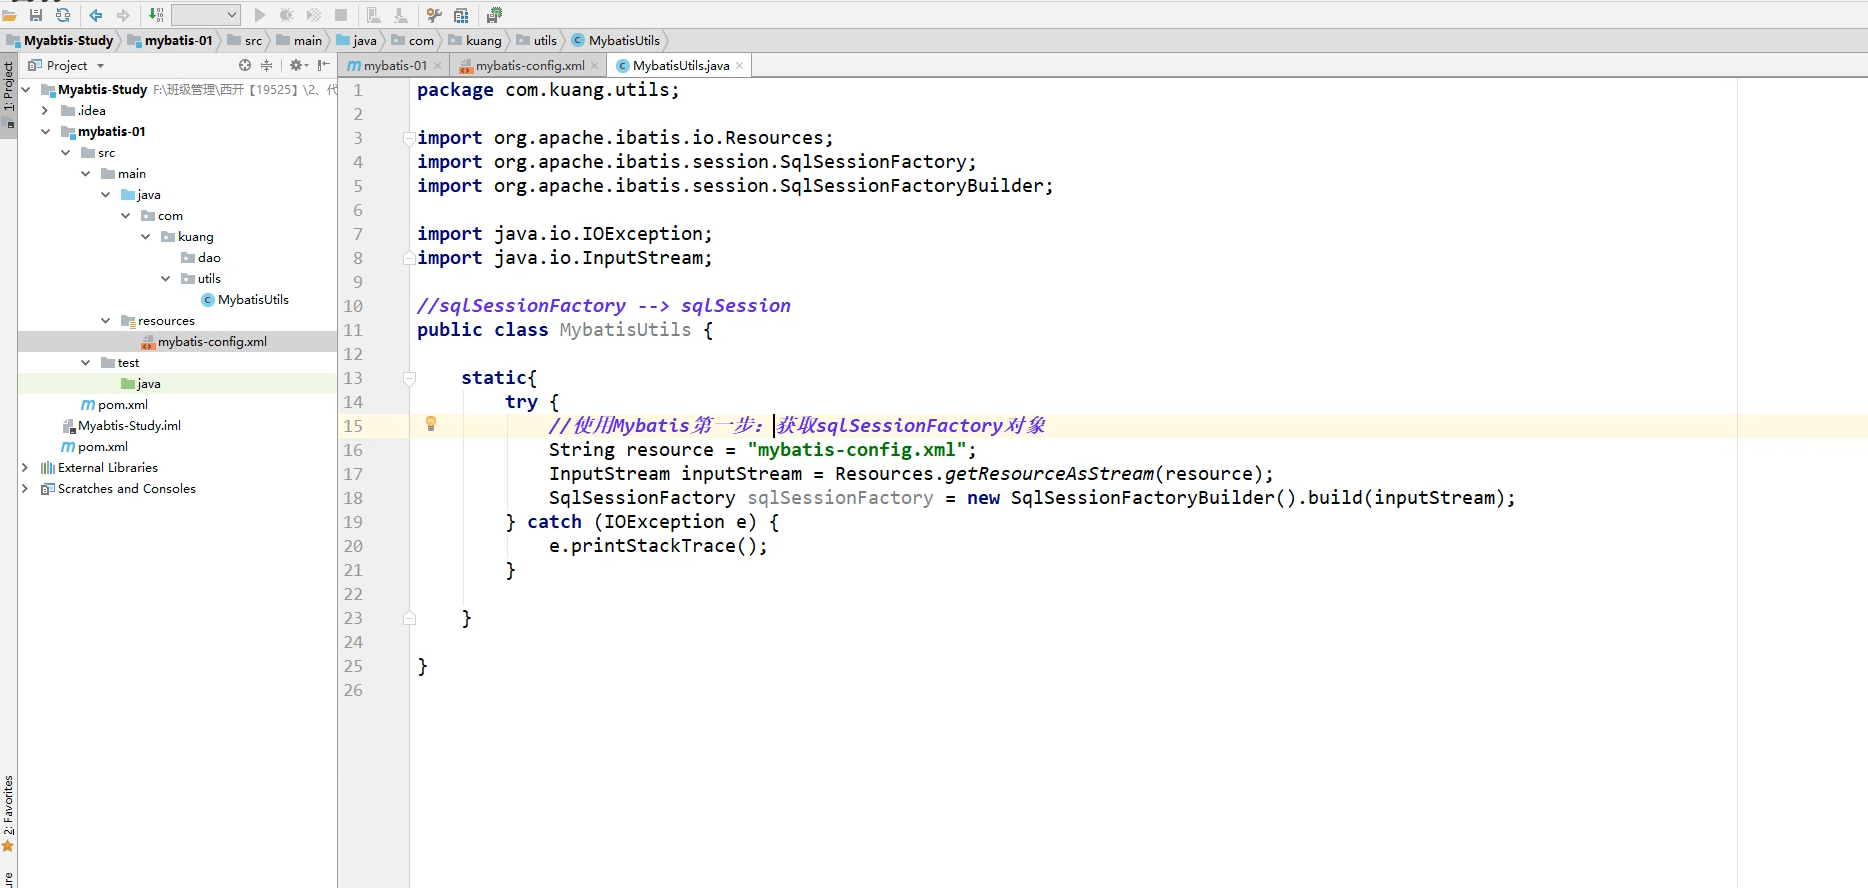 Myabtis-Study mybatis-01 src main java com kuang utils MybatisUtils
1: Project
Project
mybatis-01
mybatis-config.xml
MybatisUtils.java
Myabtis-Study F:\班级管理\西开【19525】\2、代
.idea
mybatis-01
src
main
java
com
kuang
dao
utils
MybatisUtils
resources
mybatis-config.xml
test
java
pom.xml
Myabtis-Study.iml
pom.xml
External Libraries
Scratches and Consoles
2: Favorites
1 package com.kuang.utils;
2
3 import org.apache.ibatis.io.Resources;
4 import org.apache.ibatis.session.SqlSessionFactory;
5 import org.apache.ibatis.session.SqlSessionFactoryBuilder;
6
7 import java.io.IOException;
8 import java.io.InputStream;
9
10 //sqlSessionFactory --> sqlSession
11 public class MybatisUtils {
12
13 static{
14 try {
15 //使用Mybatis第一步：获取sqlSessionFactory对象
16 String resource = "mybatis-config.xml";
17 InputStream inputStream = Resources.getResourceAsStream(resource);
18 SqlSessionFactory sqlSessionFactory = new SqlSessionFactoryBuilder().build(inputStream);
19 } catch (IOException e) {
20 e.printStackTrace();
21 }
22
23 }
24
25 }
26